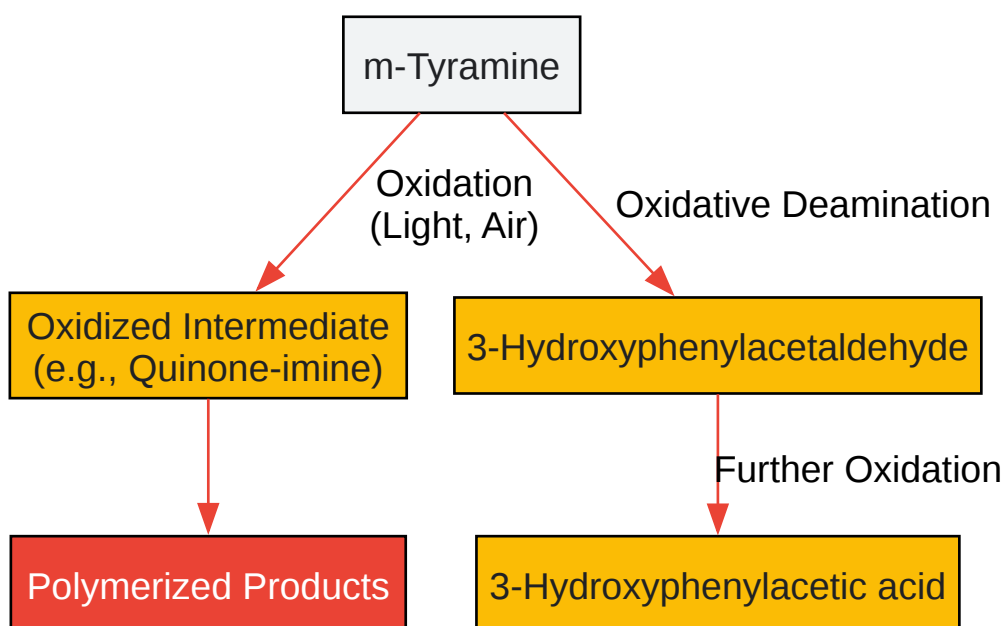 m-Tyramine
Oxidation
(Light, Air)
Oxidative Deamination
Oxidized Intermediate
(e.g., Quinone-imine)
3-Hydroxyphenylacetaldehyde
Further Oxidation
Polymerized Products
3-Hydroxyphenylacetic acid